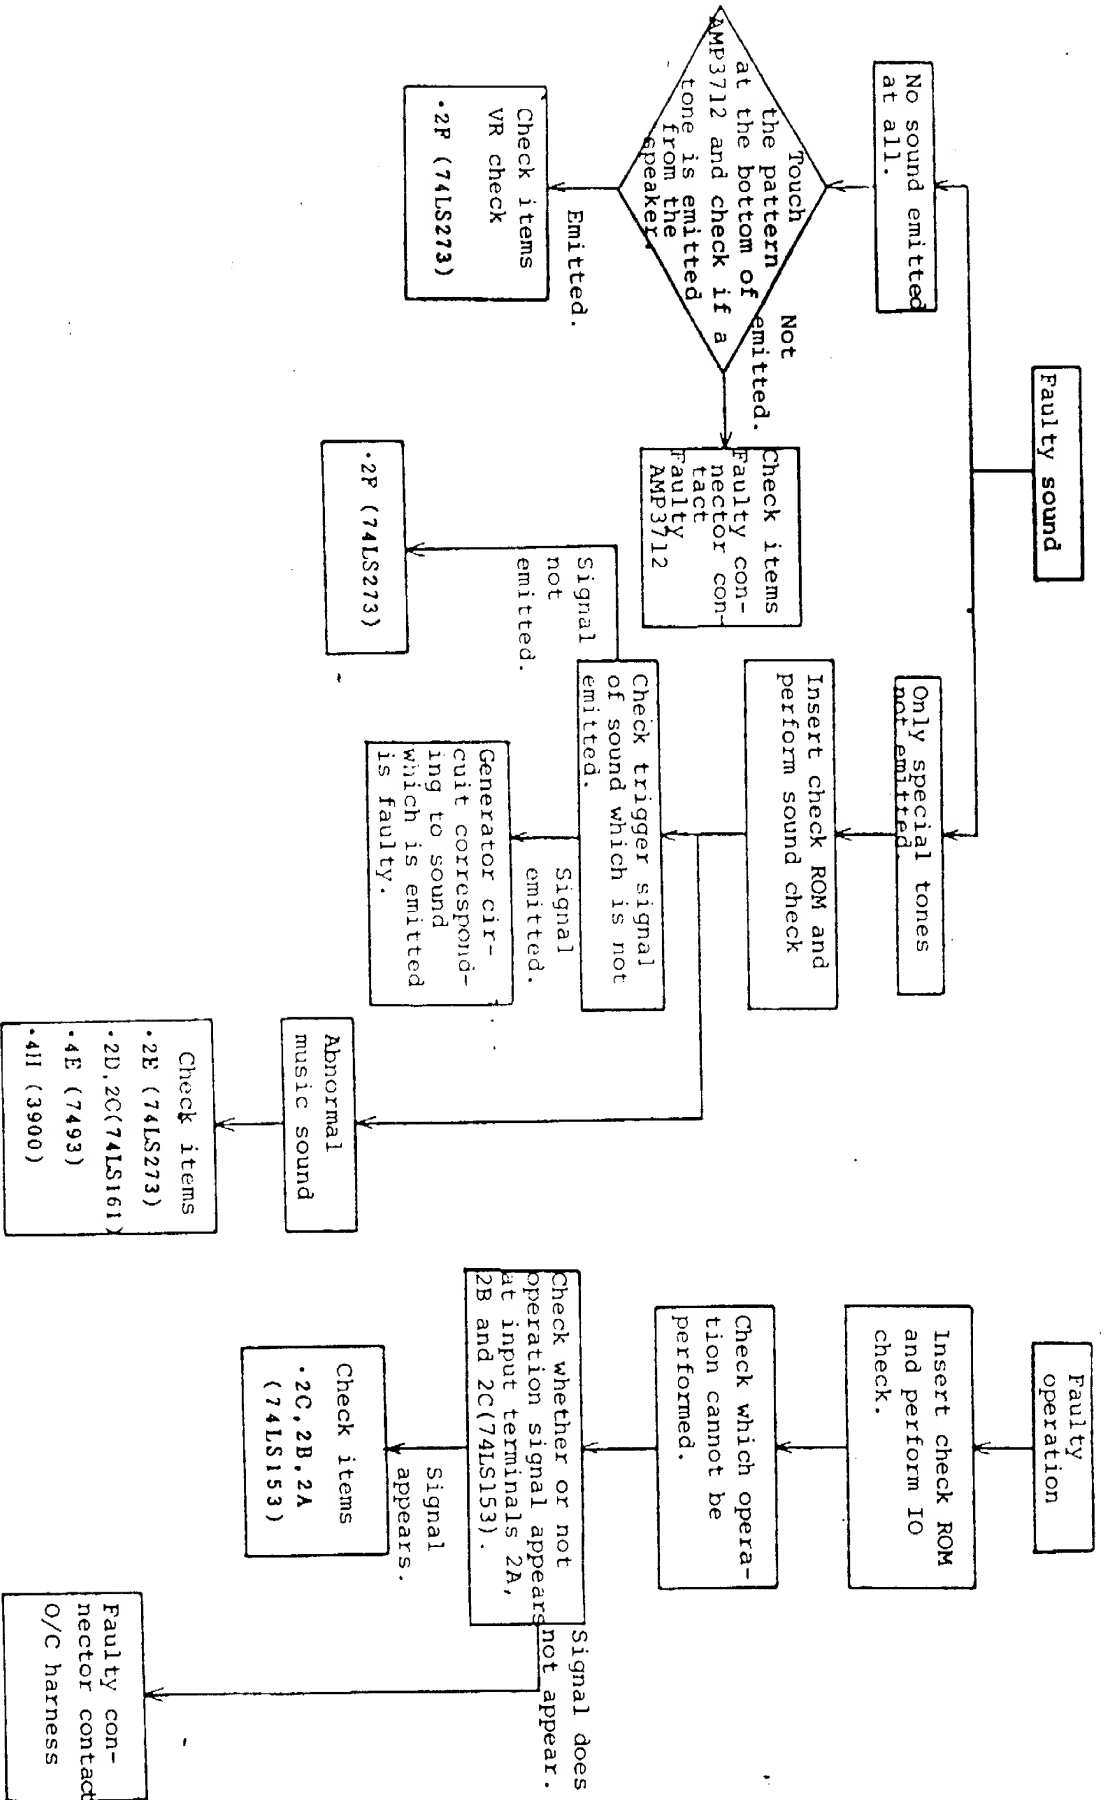 Faulty sound
No sound emitted
at all.
Touch
the pattern
at the bottom of
AMP3712 and check if a
tone is emitted
from the
speaker.
Not
emitted.
Emitted.
Check items
VR check
·2F (74LS273)
Check items
Faulty con-
nector con-
tact
Faulty
AMP3712
Only special tones
not emitted.
Insert check ROM and
perform sound check
Check trigger signal
of sound which is not
emitted.
Signal
not
emitted.
·2F (74LS273)
Signal
emitted.
Generator cir-
cuit correspond-
ing to sound
which is emitted
is faulty.
Abnormal
music sound
Check items
·2E (74LS273)
·2D,2C(74LS161)
·4E (7493)
·4H (3900)
Faulty
operation
Insert check ROM
and perform IO
check.
Check which opera-
tion cannot be
performed.
Check whether or not
operation signal appears
at input terminals 2A,
2B and 2C(74LS153).
Signal
appears.
Check items
·2C,2B,2A
(74LS153)
Signal does
not appear.
Faulty con-
nector contact
O/C harness